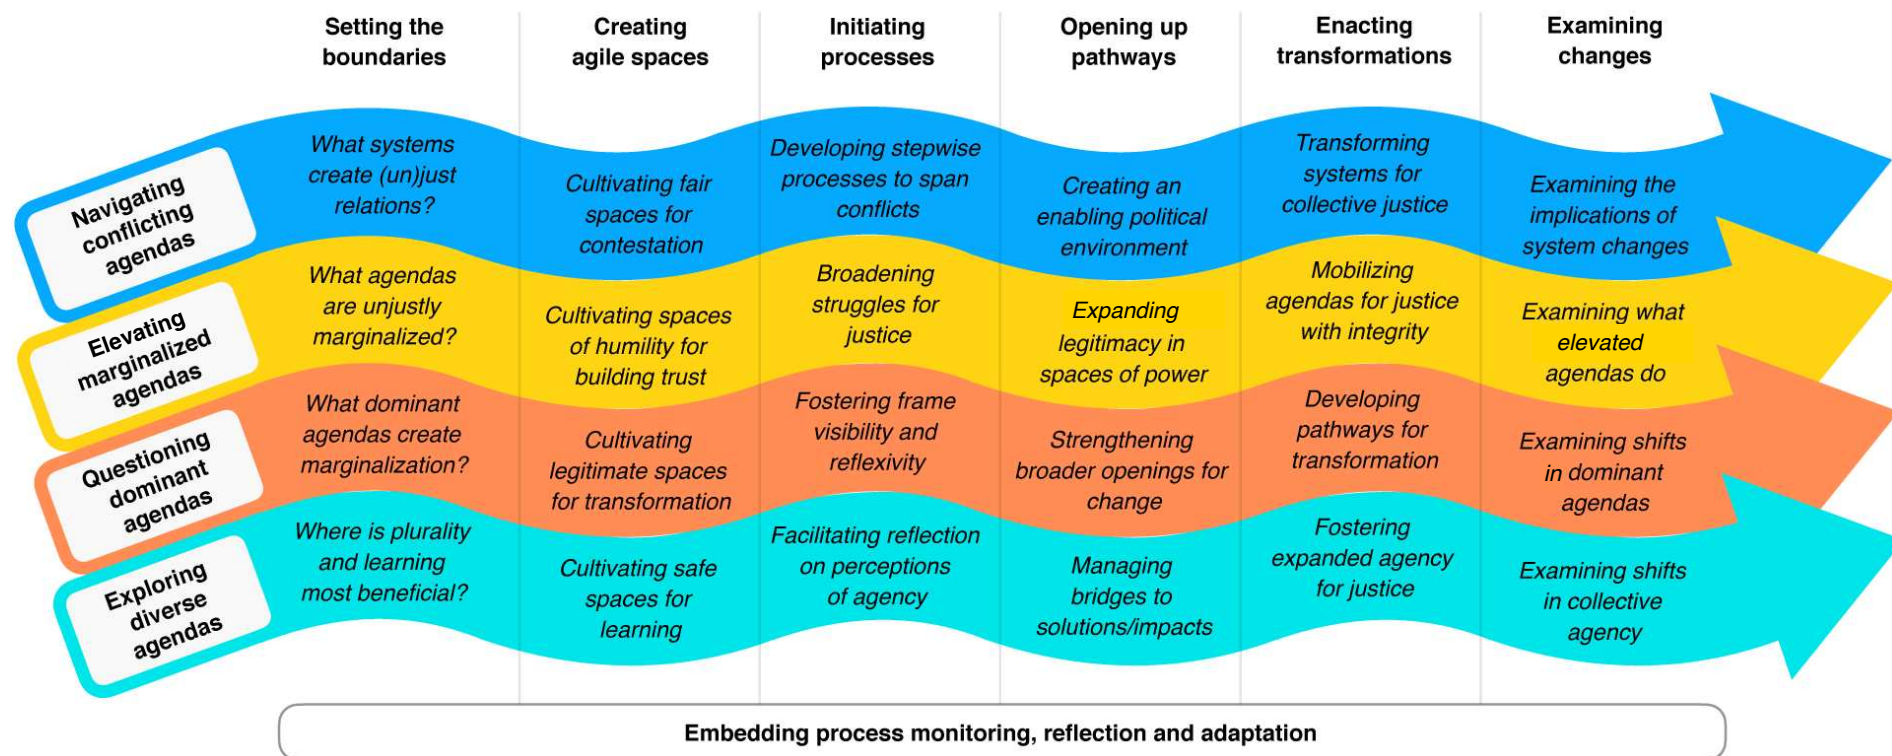 Setting the
boundaries
Creating
agile spaces
Initiating
processes
Opening up
pathways
Enacting
transformations
Examining
changes
Navigating
conflicting
agendas
What systems
create (un)just
relations?
Cultivating fair
spaces for
contestation
Developing stepwise
processes to span
conflicts
Creating an
enabling political
environment
Transforming
systems for
collective justice
Examining the
implications of
system changes
Elevating
marginalized
agendas
What agendas
are unjustly
marginalized?
Cultivating spaces
of humility for
building trust
Broadening
struggles for
justice
Expanding
legitimacy in
spaces of power
Mobilizing
agendas for justice
with integrity
Examining what
elevated
agendas do
Questioning
dominant
agendas
What dominant
agendas create
marginalization?
Cultivating
legitimate spaces
for transformation
Fostering frame
visibility and
reflexivity
Strengthening
broader openings for
change
Developing
pathways for
transformation
Examining shifts
in dominant
agendas
Exploring
diverse
agendas
Where is plurality
and learning
most beneficial?
Cultivating safe
spaces for
learning
Facilitating reflection
on perceptions
of agency
Managing
bridges to
solutions/impacts
Fostering
expanded agency
for justice
Examining shifts
in collective
agency
Embedding process monitoring, reflection and adaptation